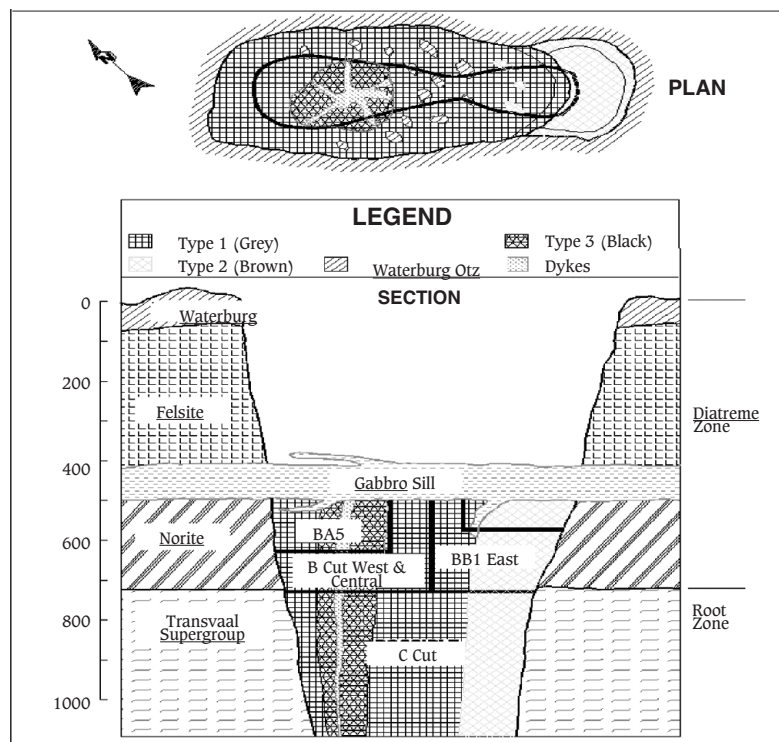 PLAN
LEGEND
Type 1 (Grey)
Type 3 (Black)
Type 2 (Brown)
Waterburg Otz
Dykes
SECTION
0
Waterburg
200
Felsite
Diatreme
Zone
400
Gabbro Sill
Norite
BA5
600
BB1 East
B Cut West &
Central
Root
Zone
800
Transvaal
Supergroup
C Cut
1000